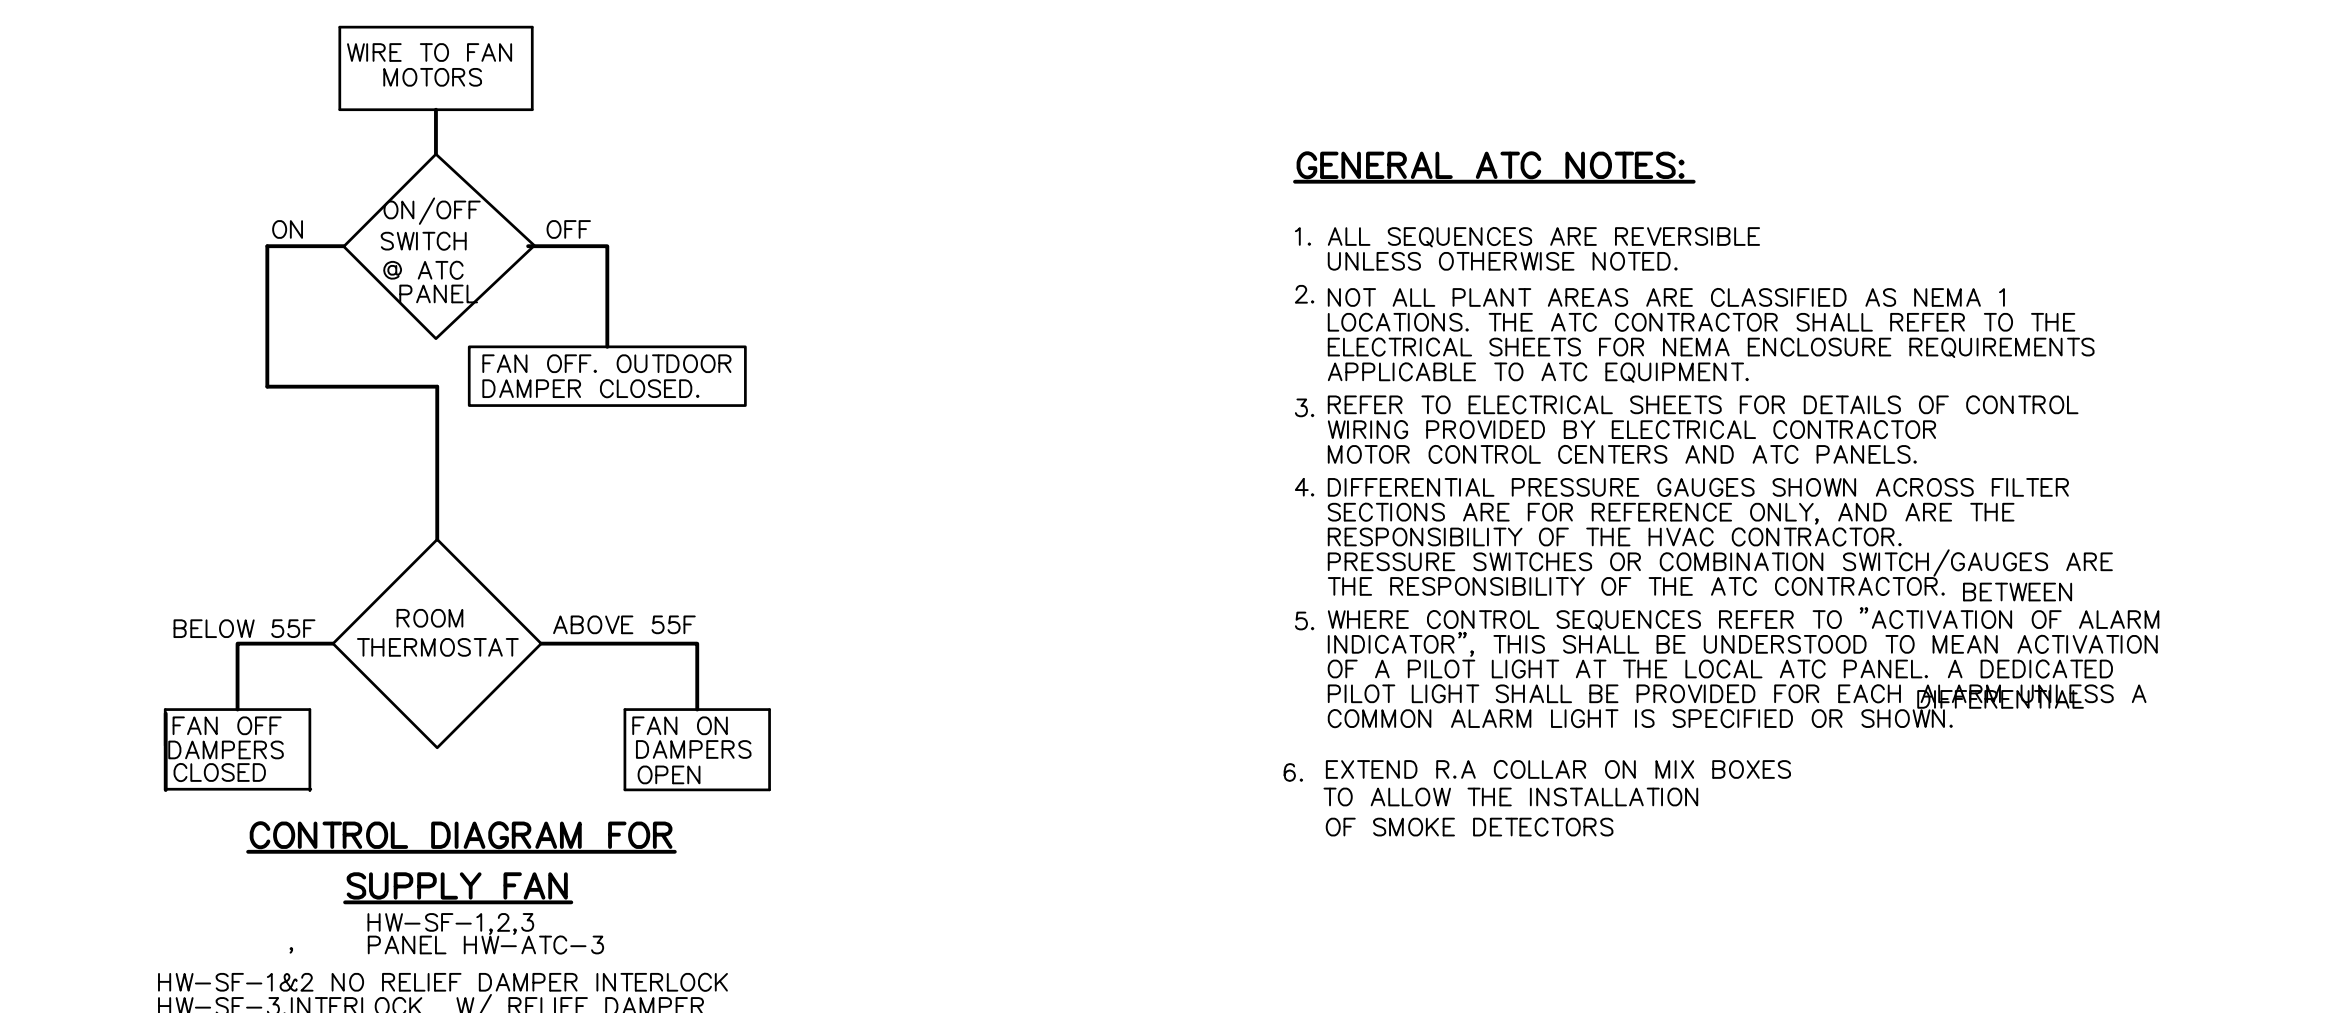 WIRE TO FAN
MOTORS
ON/OFF
SWITCH
@ ATC
PANEL
ON
OFF
FAN OFF. OUTDOOR
DAMPER CLOSED.
ROOM
THERMOSTAT
BELOW 55F
ABOVE 55F
FAN OFF
DAMPERS
CLOSED
FAN ON
DAMPERS
OPEN
CONTROL DIAGRAM FOR
SUPPLY FAN
HW-SF-1,2,3
, PANEL HW-ATC-3
HW-SF-1&2 NO RELIEF DAMPER INTERLOCK
HW-SF-3,INTERLOCK W/ RELIEF DAMPER
GENERAL ATC NOTES:
1. ALL SEQUENCES ARE REVERSIBLE
UNLESS OTHERWISE NOTED.
2. NOT ALL PLANT AREAS ARE CLASSIFIED AS NEMA 1
LOCATIONS. THE ATC CONTRACTOR SHALL REFER TO THE
ELECTRICAL SHEETS FOR NEMA ENCLOSURE REQUIREMENTS
APPLICABLE TO ATC EQUIPMENT.
3. REFER TO ELECTRICAL SHEETS FOR DETAILS OF CONTROL
WIRING PROVIDED BY ELECTRICAL CONTRACTOR
MOTOR CONTROL CENTERS AND ATC PANELS.
4. DIFFERENTIAL PRESSURE GAUGES SHOWN ACROSS FILTER
SECTIONS ARE FOR REFERENCE ONLY, AND ARE THE
RESPONSIBILITY OF THE HVAC CONTRACTOR.
PRESSURE SWITCHES OR COMBINATION SWITCH/GAUGES ARE
THE RESPONSIBILITY OF THE ATC CONTRACTOR.
BETWEEN
5. WHERE CONTROL SEQUENCES REFER TO "ACTIVATION OF ALARM
INDICATOR", THIS SHALL BE UNDERSTOOD TO MEAN ACTIVATION
OF A PILOT LIGHT AT THE LOCAL ATC PANEL. A DEDICATED
PILOT LIGHT SHALL BE PROVIDED FOR EACH ALARM UNLESS A
DIFFERENTIAL
COMMON ALARM LIGHT IS SPECIFIED OR SHOWN.
6. EXTEND R.A COLLAR ON MIX BOXES
TO ALLOW THE INSTALLATION
OF SMOKE DETECTORS